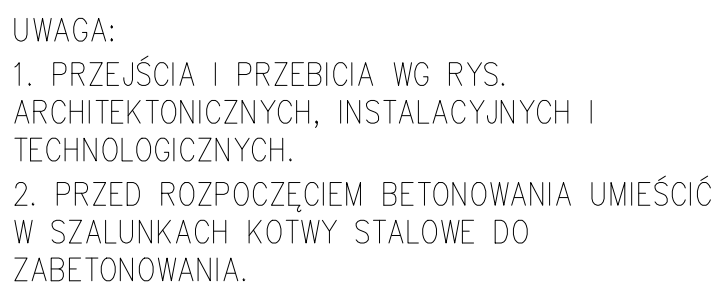 UWAGA:
1. PRZEJŚCIA I PRZEBICIA WG RYS.
ARCHITEKTONICZNYCH, INSTALACYJNYCH I
TECHNOLOGICZNYCH.
2. PRZED ROZPOCZĘCIEM BETONOWANIA UMIEŚCIĆ
W SZALUNKACH KOTWY STALOWE DO
ZABETONOWANIA.